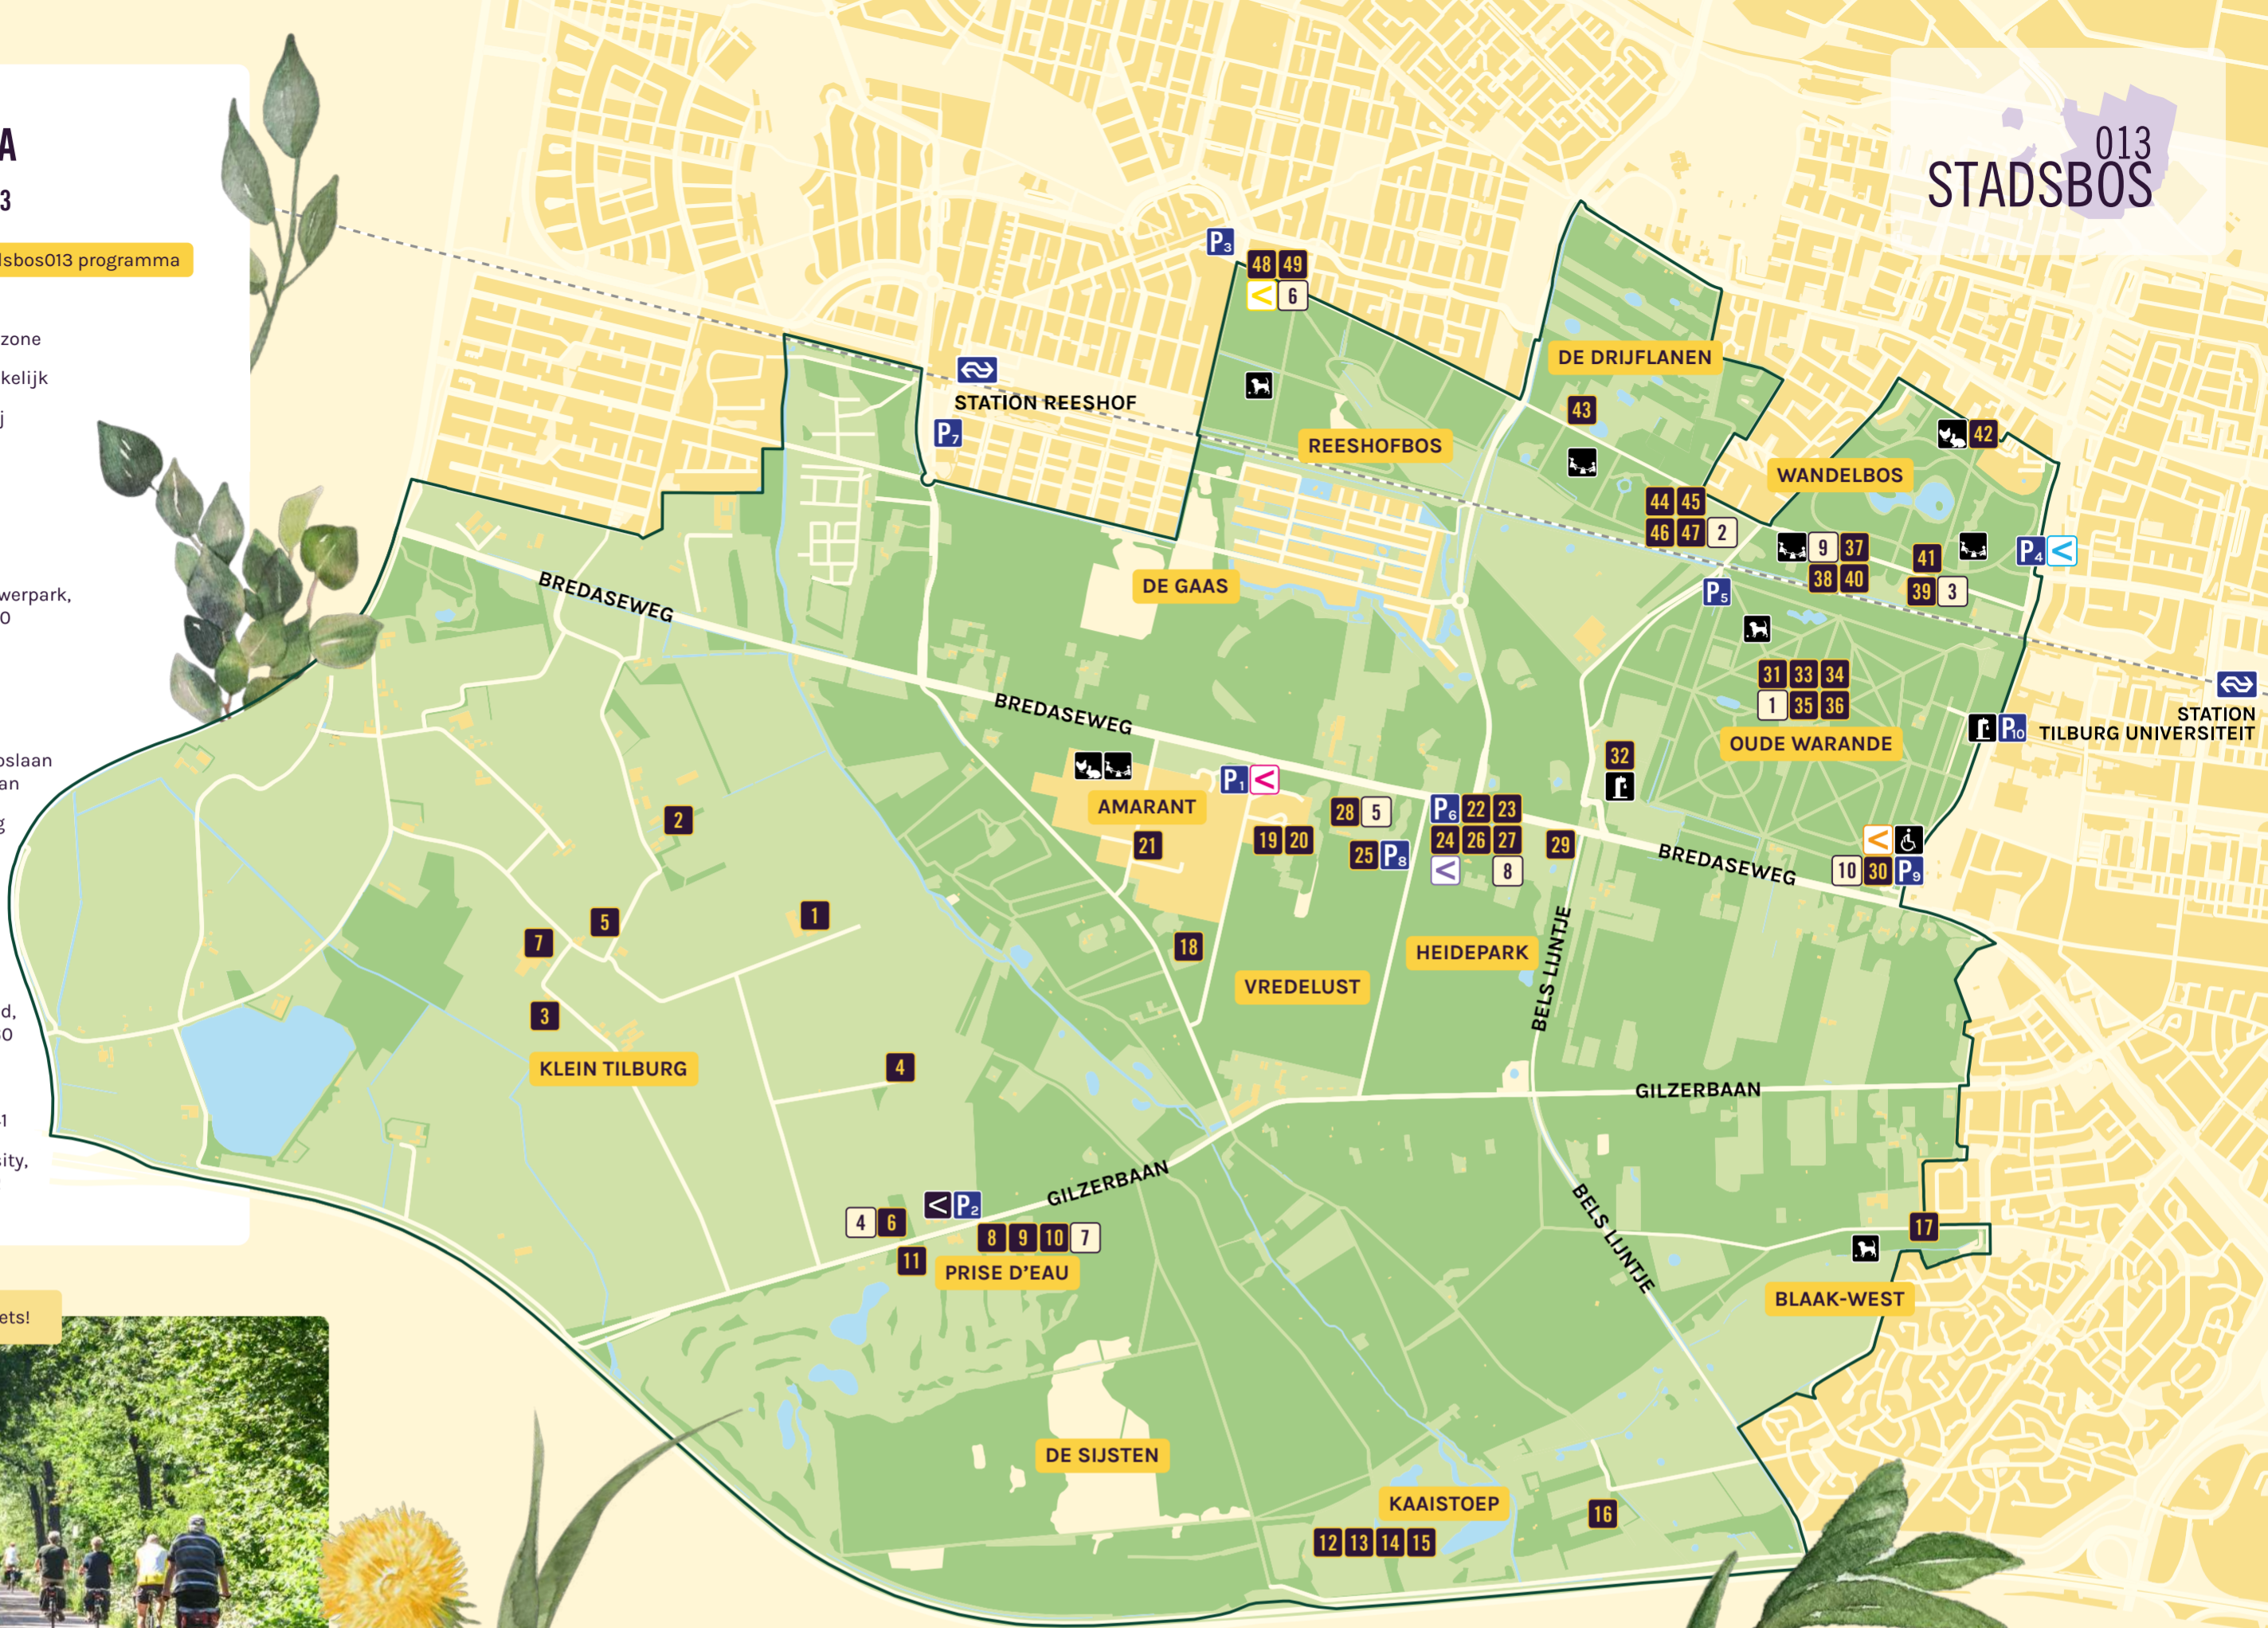 A
3
lsbos013 programma
zone
kelijk
j
werpark,
0
oslaan
an
g
d,
60
41
sity,
ets!
013
STADSBOS
P3
48 49
6
STATION REESHOF
P7
REESHOFBOS
DE DRIJFLANEN
43
WANDELBOS
42
44 45
46 47 2
9 37
38 40
41
39 3
P4
P5
BREDASEWEG
DE GAAS
BREDASEWEG
31 33 34
1 35 36
OUDE WARANDE
P10
STATION
TILBURG UNIVERSITEIT
32
AMARANT
21
P1
19 20
28 5
25 P8
P6 22 23
24 26 27
8
29
BREDASEWEG
10 30 P9
2
1
5
7
3
KLEIN TILBURG
4
18
VREDELUST
HEIDEPARK
BELS LIJNTJE
GILZERBAAN
GILZERBAAN
BELS LIJNTJE
4 6
P2
8 9 10 7
11
PRISE D'EAU
17
BLAAK-WEST
DE SIJSTEN
KAAISTOEP
12 13 14 15
16